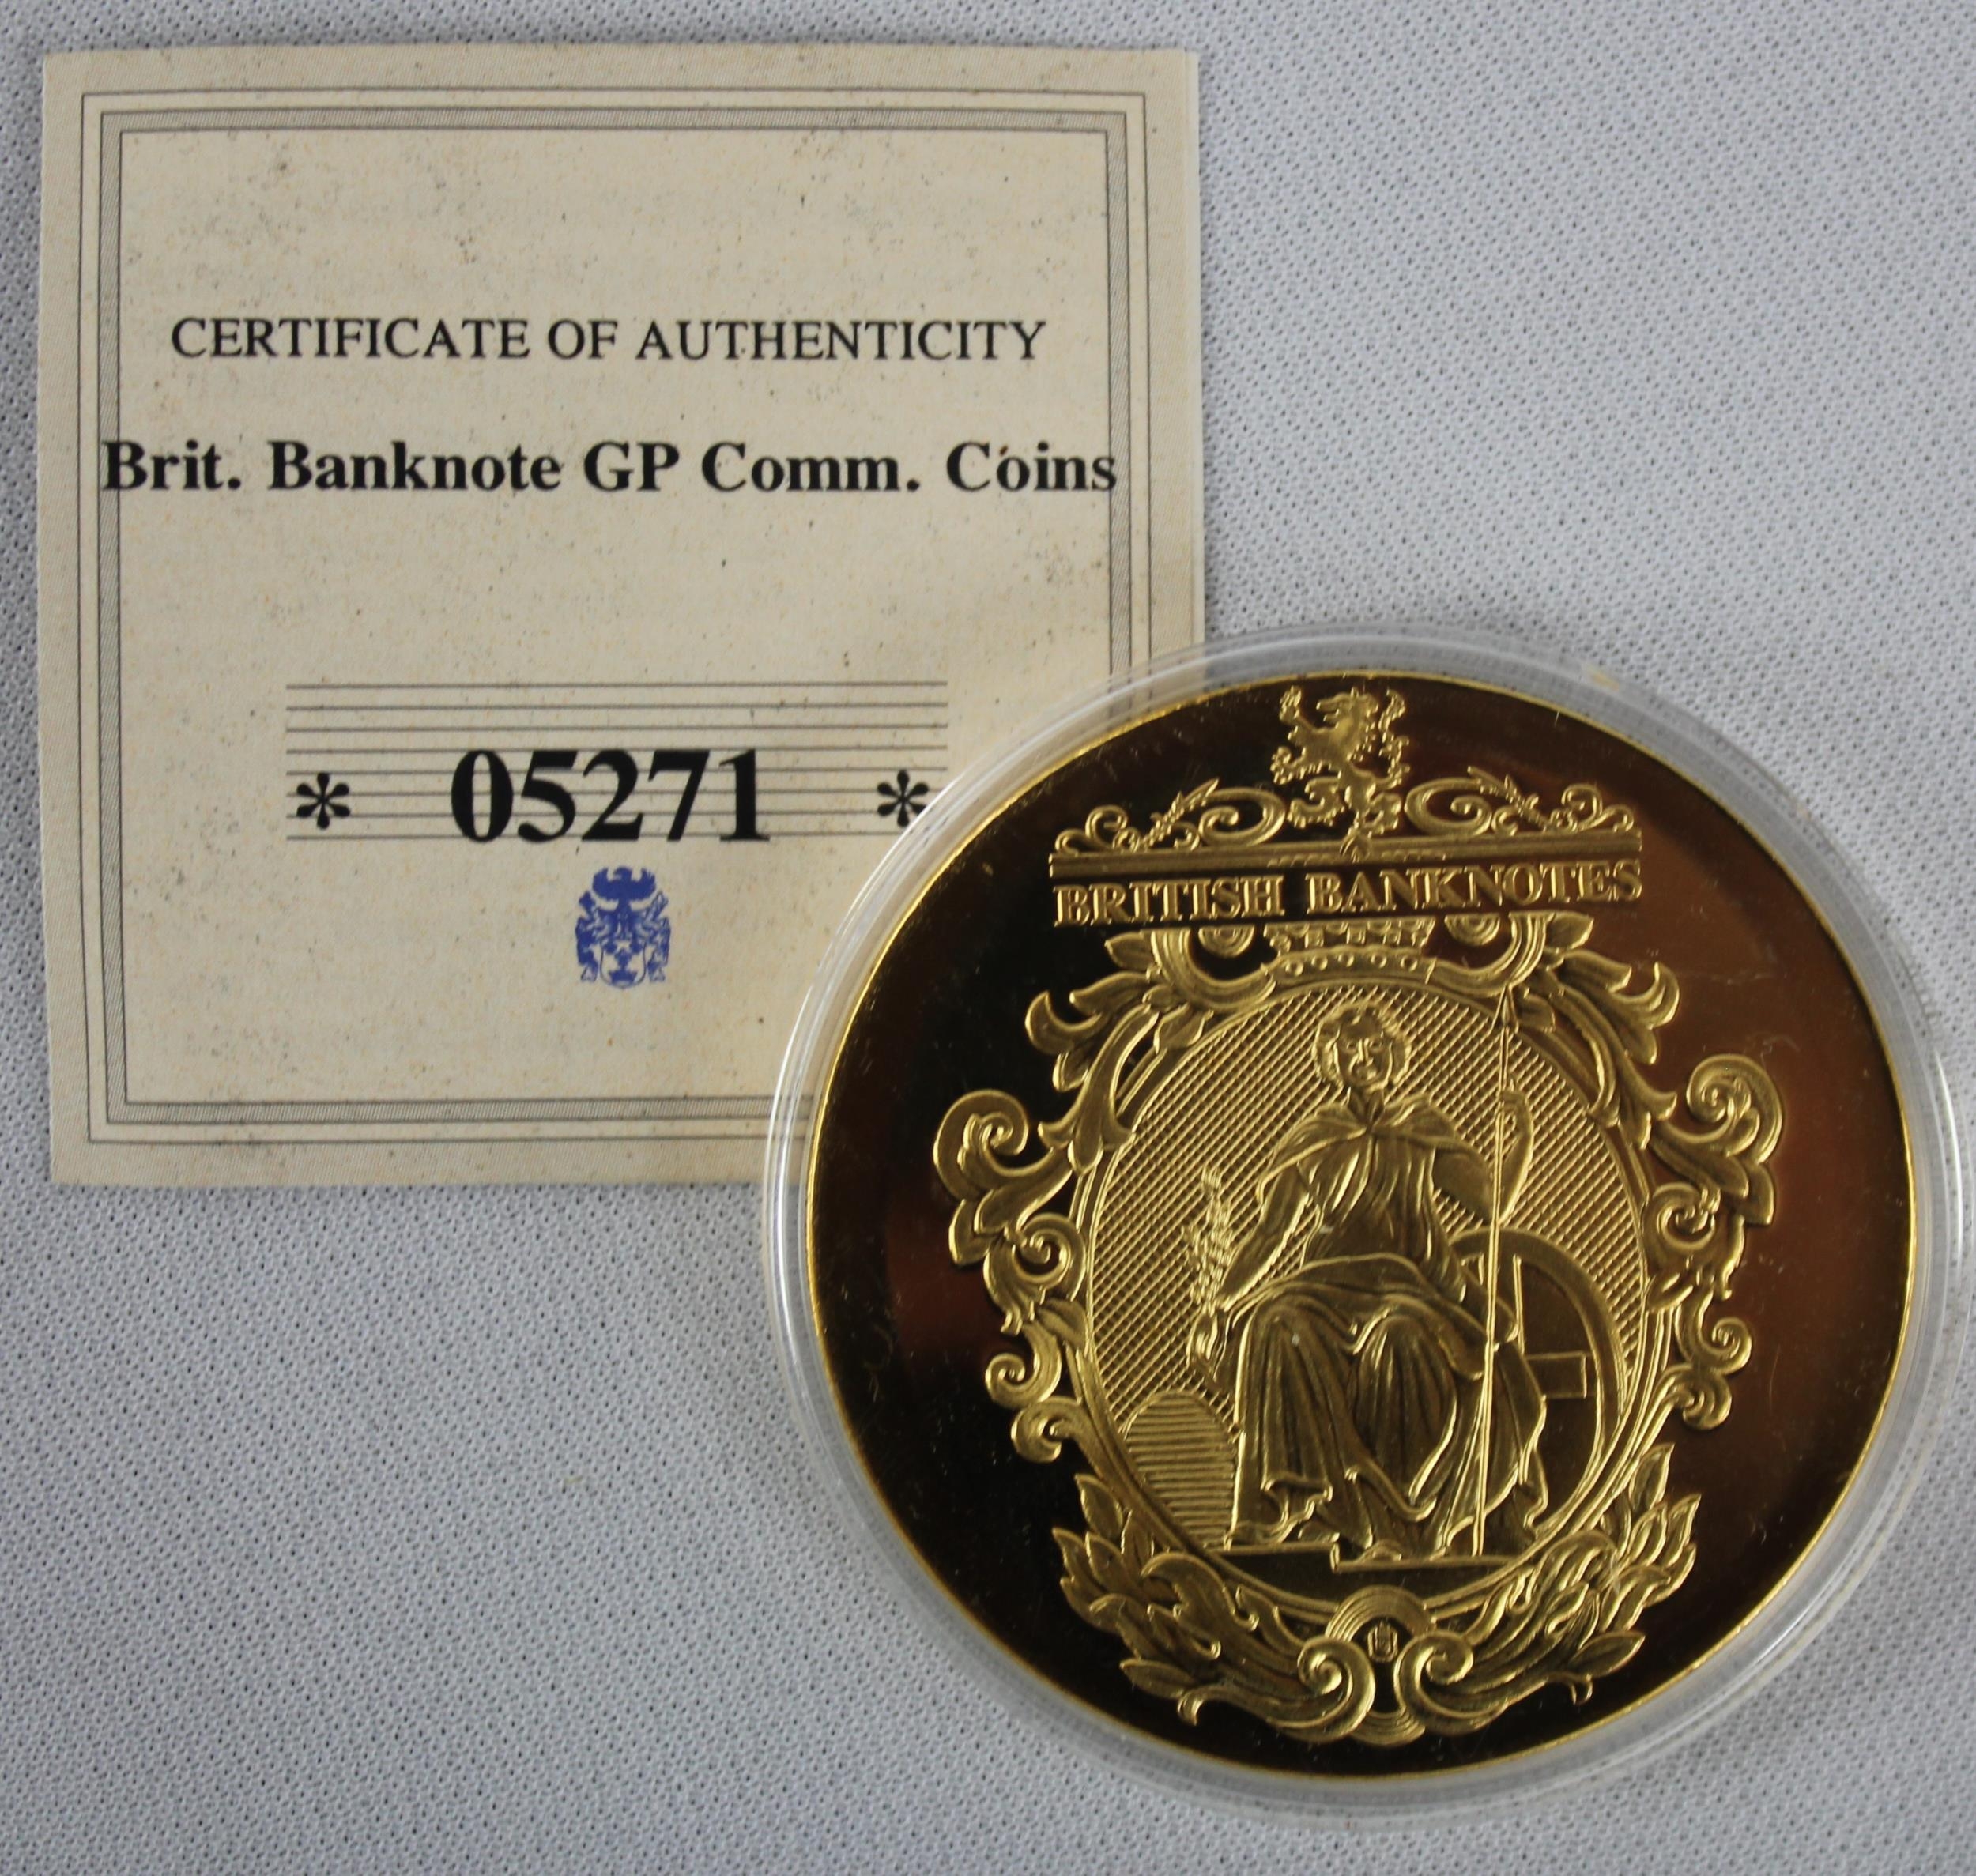 CERTIFICATE OF AUTHENTICITY
Brit. Banknote GP Comm. Coins
* 05271 *
BRITISH BANKNOTES